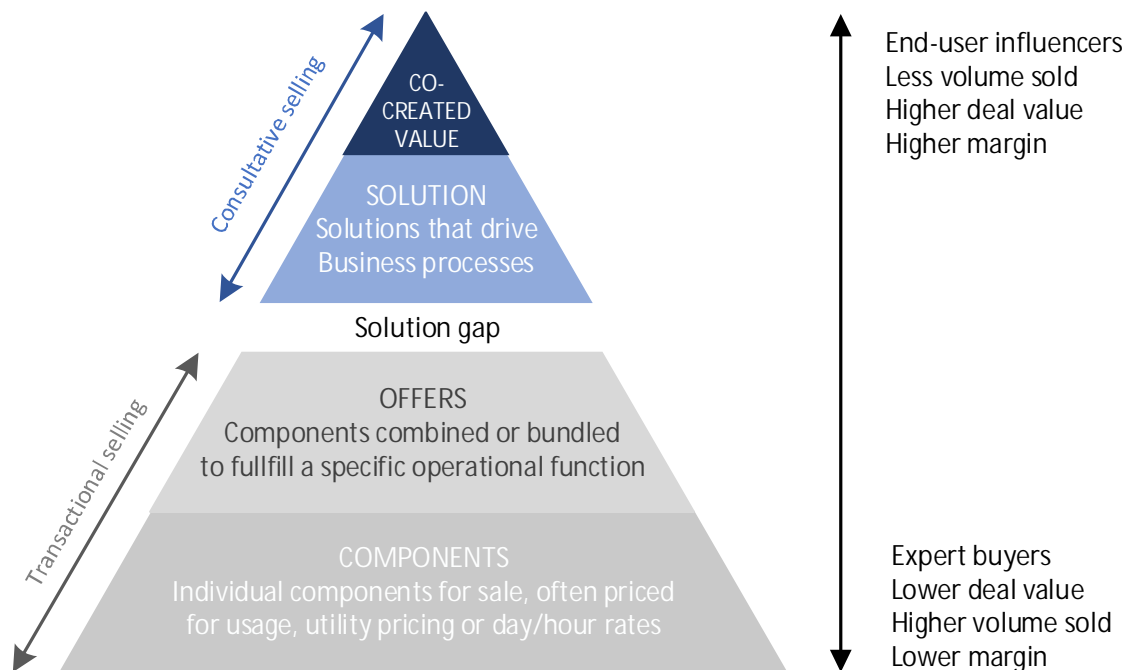 CO-
CREATED
VALUE
Consultative selling
SOLUTION
Solutions that drive
Business processes
Solution gap
OFFERS
Components combined or bundled
to fullfill a specific operational function
Transactional selling
COMPONENTS
Individual components for sale, often priced
for usage, utility pricing or day/hour rates
End-user influencers
Less volume sold
Higher deal value
Higher margin
Expert buyers
Lower deal value
Higher volume sold
Lower margin